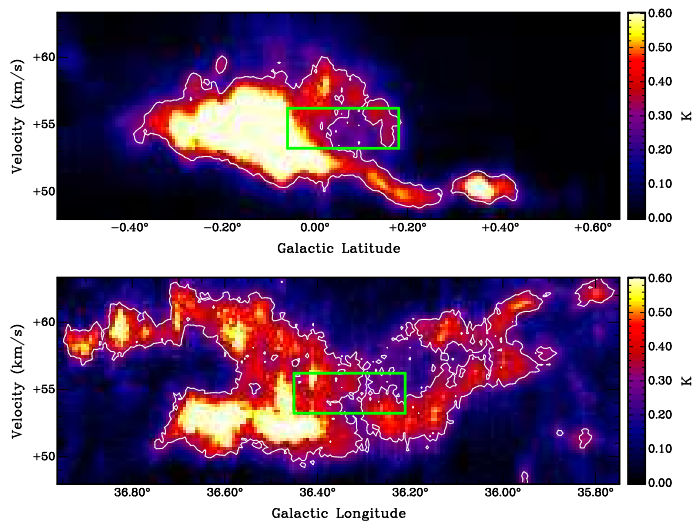 +60
+55
+50
Velocity (km/s)
−0.40° −0.20° 0.00° +0.20° +0.40° +0.60°
Galactic Latitude
0.60
0.50
0.40
0.30
0.20
0.10
0.00
K
+60
+55
+50
Velocity (km/s)
36.80° 36.60° 36.40° 36.20° 36.00° 35.80°
Galactic Longitude
0.60
0.50
0.40
0.30
0.20
0.10
0.00
K